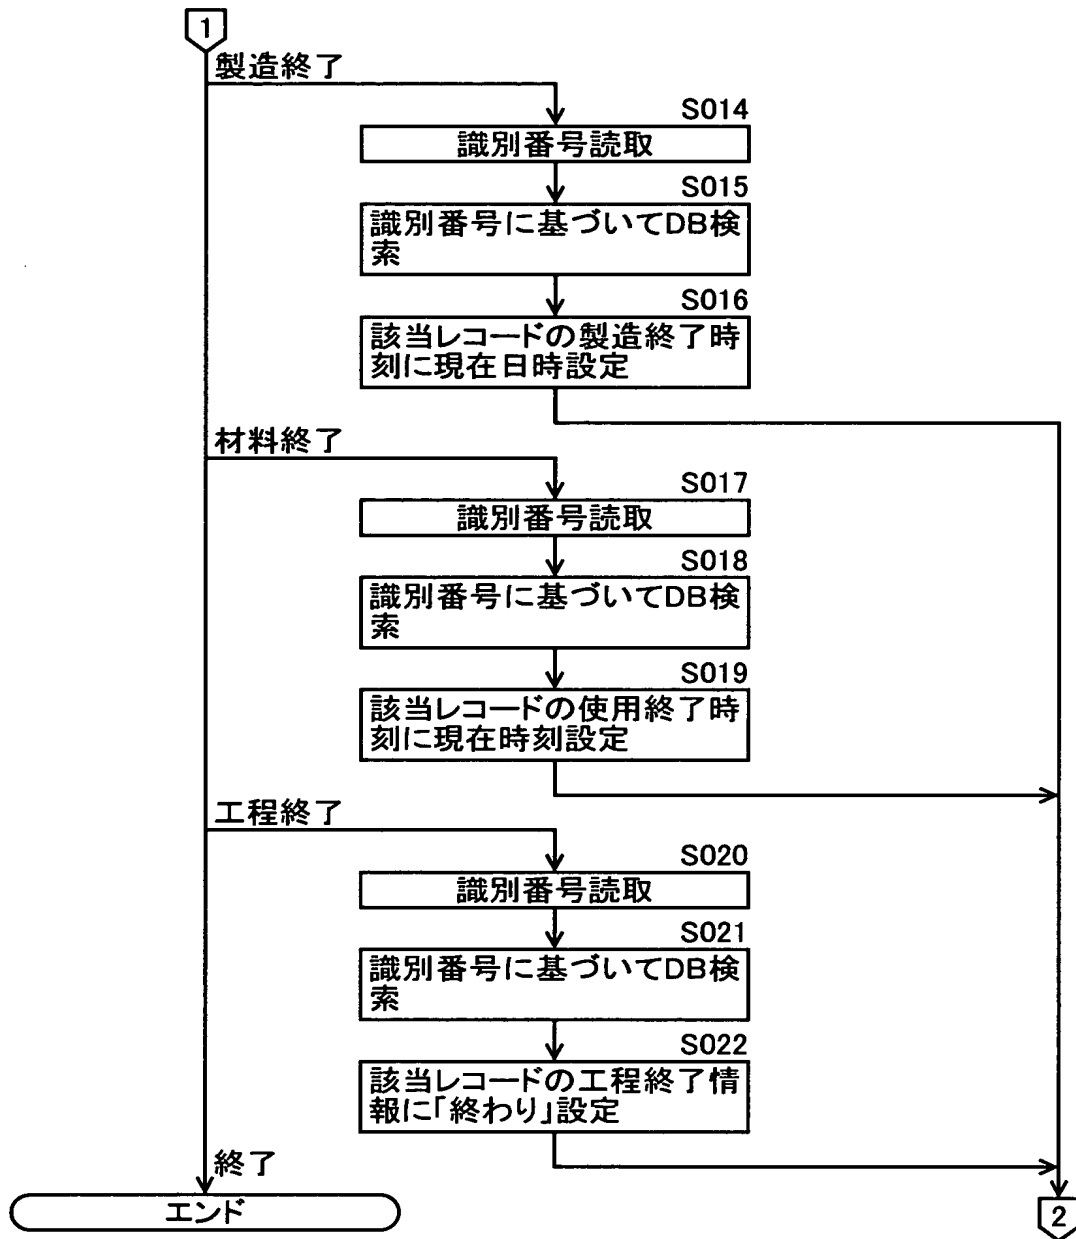 1
製造終了
S014
識別番号読取
S015
識別番号に基づいてDB検
索
S016
該当レコードの製造終了時
刻に現在日時設定
材料終了
S017
識別番号読取
S018
識別番号に基づいてDB検
索
S019
該当レコードの使用終了時
刻に現在時刻設定
工程終了
S020
識別番号読取
S021
識別番号に基づいてDB検
索
S022
該当レコードの工程終了情
報に「終わり」設定
終了
エンド
2